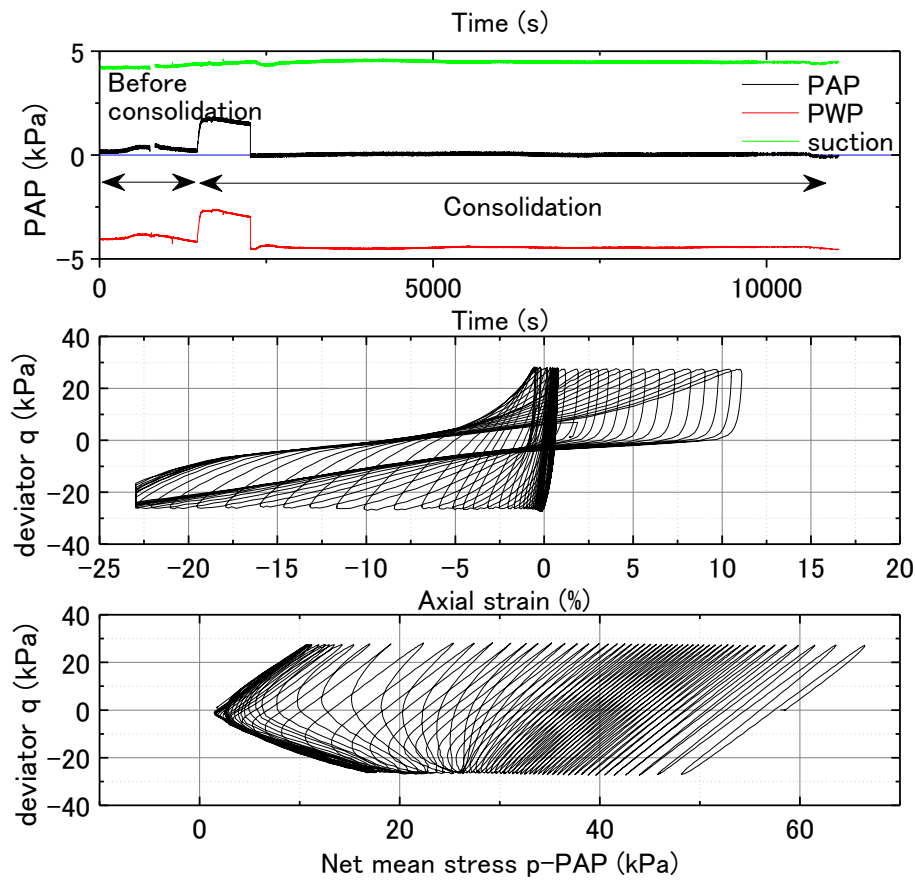 Time (s)
5
0
−5
PAP (kPa)
Before
consolidation
PAP
PWP
suction
Consolidation
0
5000
10000
Time (s)
40
20
0
−20
−40
deviator q (kPa)
−25
−20
−15
−10
−5
0
5
10
15
20
Axial strain (%)
40
20
0
−20
−40
deviator q (kPa)
0
20
40
60
Net mean stress p-PAP (kPa)